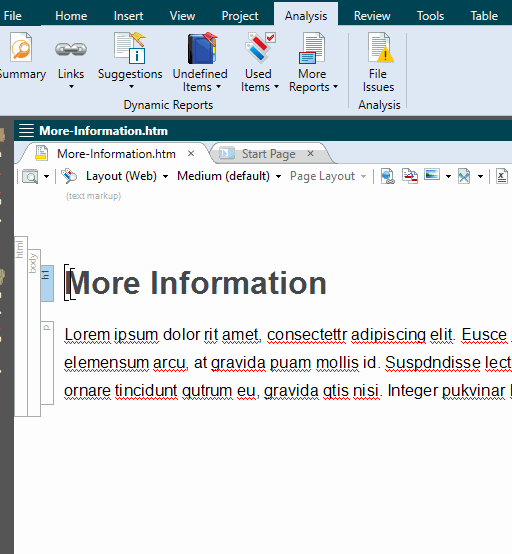 File Home Insert View Project Analysis Review Tools Table
Summary Links Suggestions Undefined Items Used Items More Reports File Issues
Dynamic Reports Analysis
More-Information.htm
More-Information.htm × Start Page ×
Layout (Web) Medium (default) Page Layout
(text markup)
html
body
h1
More Information
p
Lorem ipsum dolor rit amet, consectettr adipiscing elit. Eusce
elemensum arcu, at gravida puam mollis id. Suspdndisse lect
ornare tincidunt qutrum eu, gravida qtis nisi. Integer pukvinar